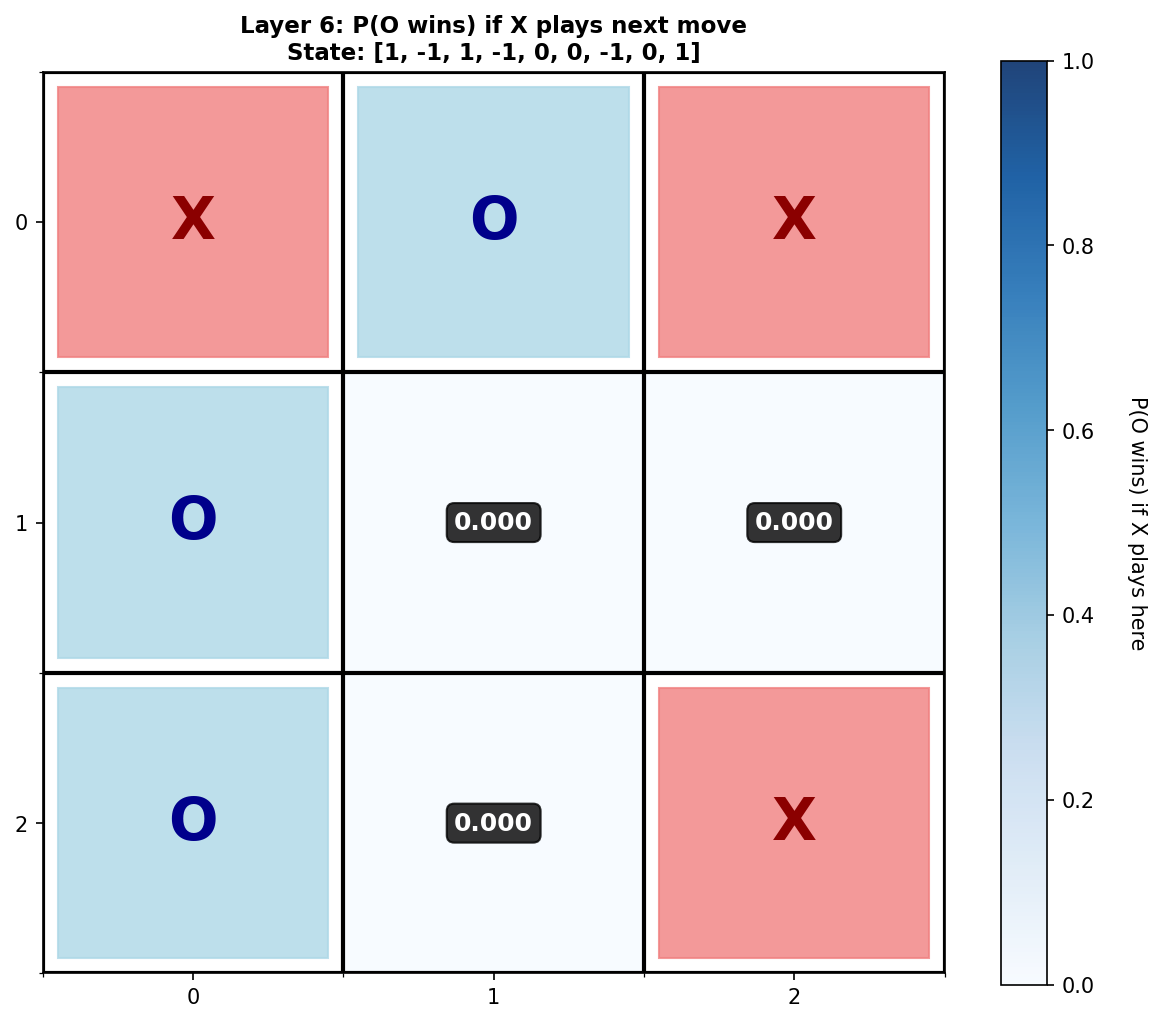 Layer 6: P(O wins) if X plays next move
State: [1, -1, 1, -1, 0, 0, -1, 0, 1]
1.0
0.8
0.6
0.4
0.2
0.0
P(O wins) if X plays here
0
X
O
X
1
O
0.000
0.000
2
O
0.000
X
0
1
2